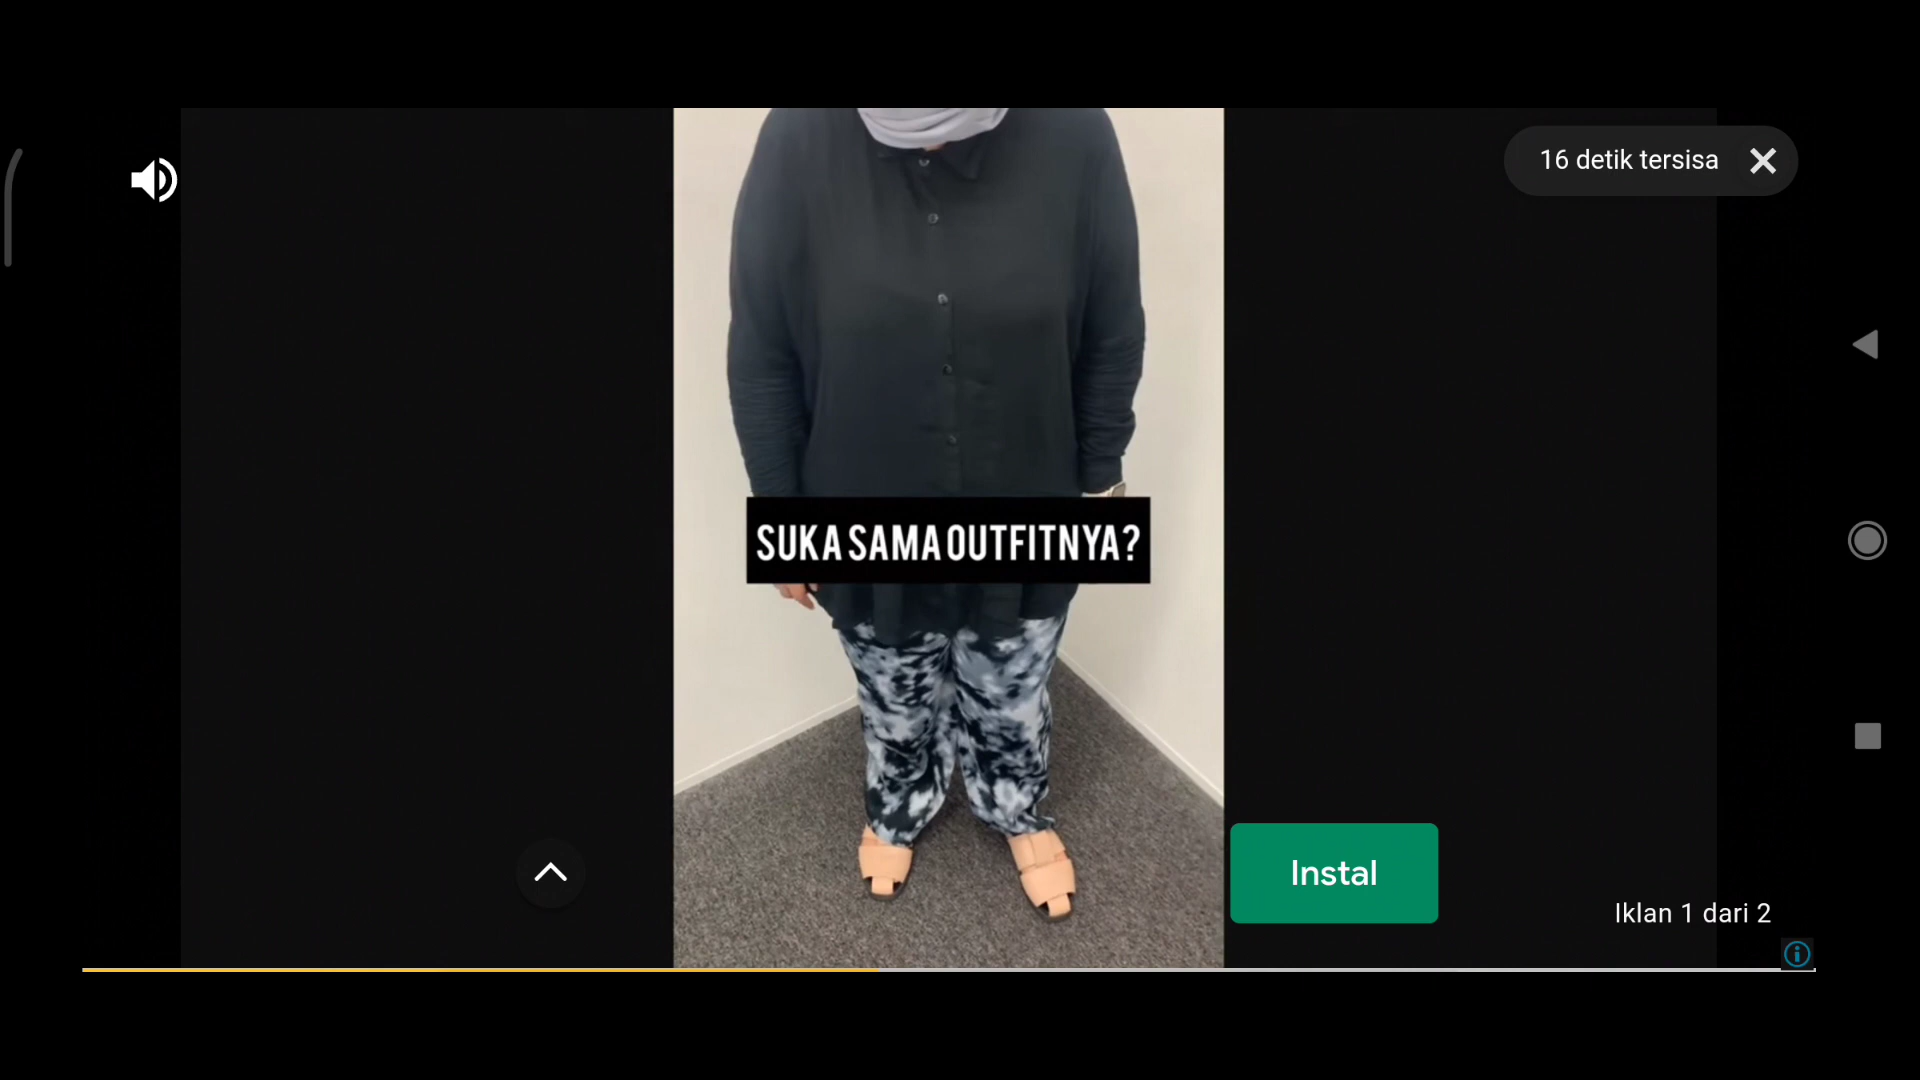 16 detik tersisa
SUKA SAMA OUTFITNYA?
Instal
Iklan 1 dari 2